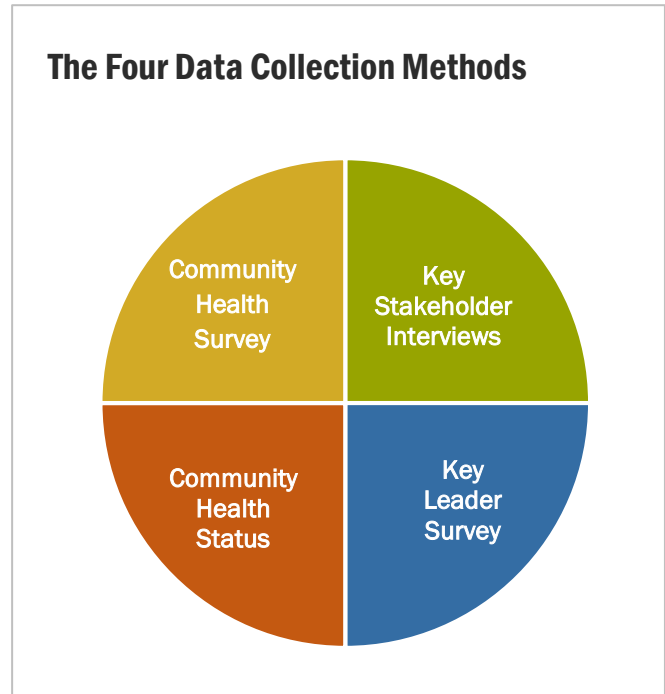 The Four Data Collection Methods
Community
Health
Survey
Key
Stakeholder
Interviews
Community
Health
Status
Key
Leader
Survey